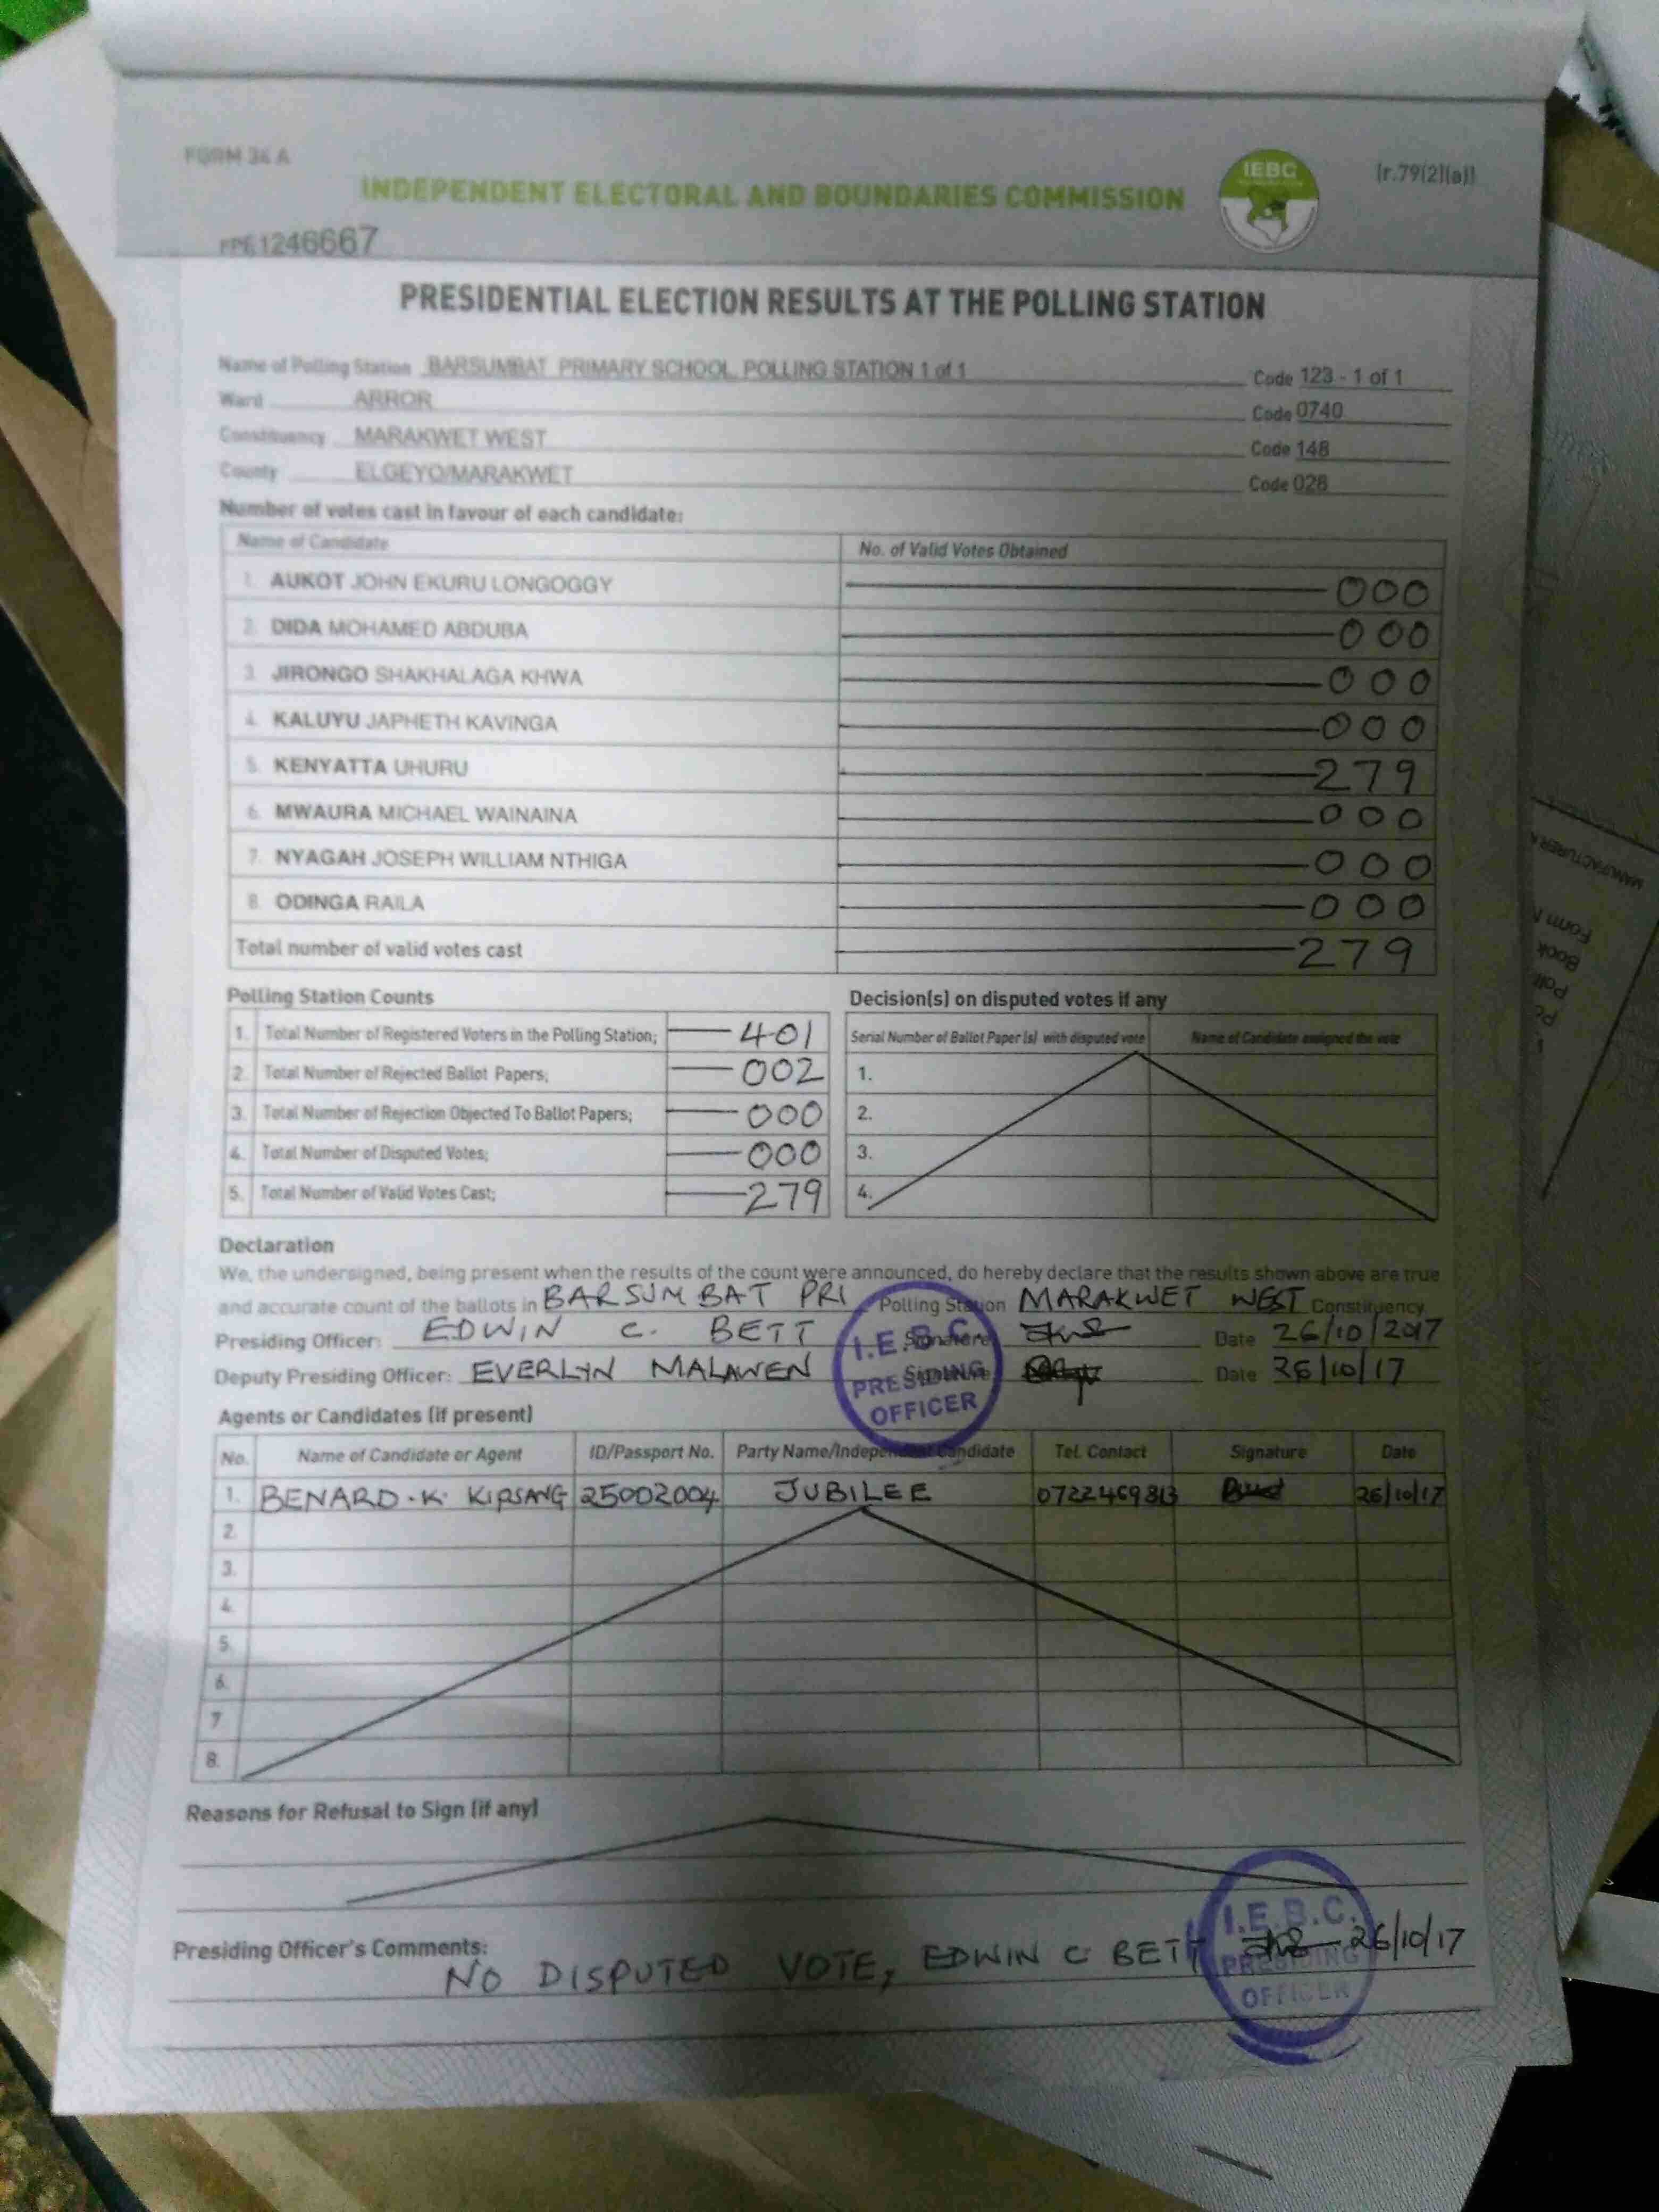 FORM 34 A
[r.79(2)(a)]
IEBC
INDEPENDENT ELECTORAL AND BOUNDARIES COMMISSION
1246667
PRESIDENTIAL ELECTION RESULTS AT THE POLLING STATION
Name of Polling Station BARSUMBAT PRIMARY SCHOOL POLLING STATION 1 of 1 Code 123 - 1 of 1
Ward ARROR Code 0740
Constituency MARAKWET WEST Code 148
County ELGEYO/MARAKWET Code 028
Number of votes cast in favour of each candidate:
Name of Candidate No. of Valid Votes Obtained
1. AUKOT JOHN EKURU LONGOGGY 000
2. DIDA MOHAMED ABDUBA 000
3. JIRONGO SHAKHALAGA KHWA 000
4. KALUYU JAPHETH KAVINGA 000
5. KENYATTA UHURU 279
6. MWAURA MICHAEL WAINAINA 000
7. NYAGAH JOSEPH WILLIAM NTHIGA 000
8. ODINGA RAILA 000
Total number of valid votes cast 279
Polling Station Counts
1. Total Number of Registered Voters in the Polling Station; 401
2. Total Number of Rejected Ballot Papers; 002
3. Total Number of Rejection Objected To Ballot Papers; 000
4. Total Number of Disputed Votes; 000
5. Total Number of Valid Votes Cast; 279
Decision(s) on disputed votes if any
Serial Number of Ballot Paper (s) with disputed vote Name of Candidate assigned the vote
1.
2.
3.
4.
Declaration
We, the undersigned, being present when the results of the count were announced, do hereby declare that the results shown above are true
and accurate count of the ballots in BARSUMBAT PRI Polling Station MARAKWET WEST Constituency
Presiding Officer: EDWIN C. BETT Signature Date 26/10/2017
Deputy Presiding Officer: EVERLYN MALAWEN Signature Date 26/10/17
I.E.B.C
PRESIDING
OFFICER
Agents or Candidates (if present)
No. Name of Candidate or Agent ID/Passport No. Party Name/Independent Candidate Tel. Contact Signature Date
1. BENARD . K. KIPSANG 25002004 JUBILEE 26/10/17
2.
3.
4.
5.
6.
7.
8.
Reasons for Refusal to Sign (if any)
Presiding Officer's Comments:
NO DISPUTED VOTE, EDWIN C BETT 26/10/17
I.E.B.C.
PRESIDING
OFFICER
MANUFACTURER
Form
Book